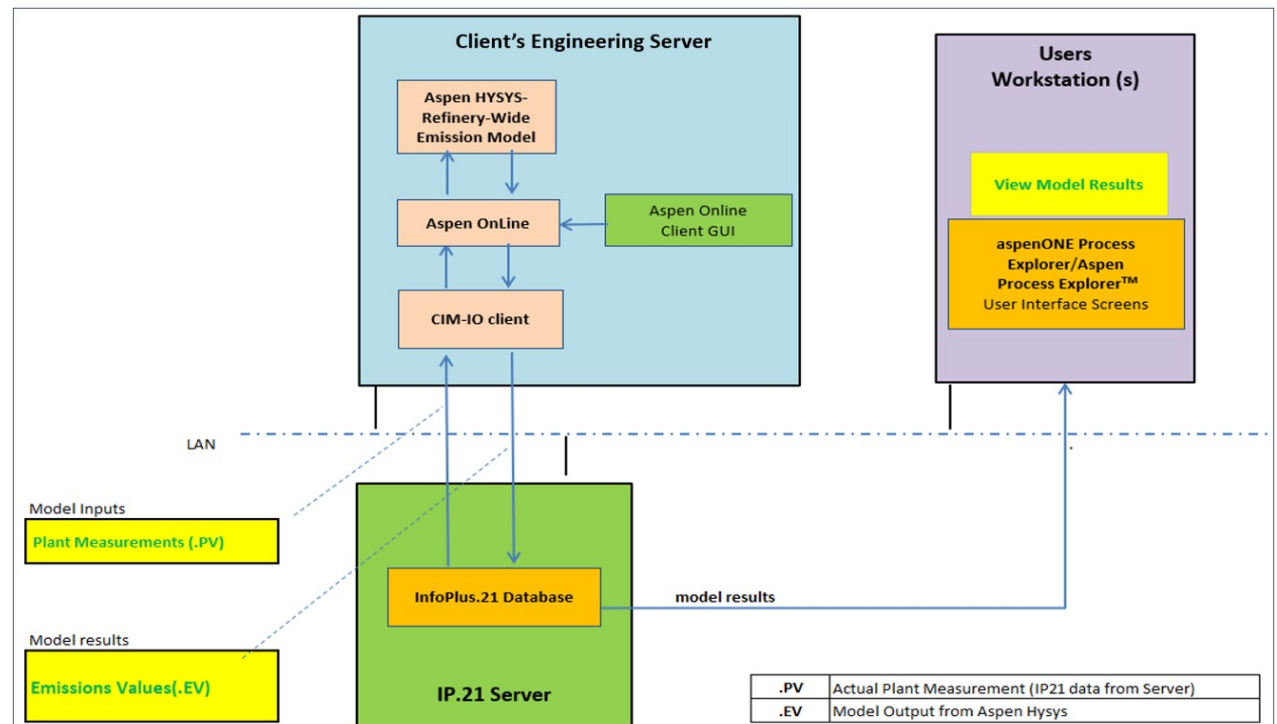 Client's Engineering Server
Aspen HYSYS-
Refinery-Wide
Emission Model
Aspen OnLine
Aspen Online
Client GUI
CIM-IO client
Users
Workstation (s)
View Model Results
aspenONE Process
Explorer/Aspen
Process Explorer™
User Interface Screens
LAN
Model Inputs
Plant Measurements (.PV)
Model results
Emissions Values(.EV)
InfoPlus.21 Database
IP.21 Server
model results
.PV Actual Plant Measurement (IP21 data from Server)
.EV Model Output from Aspen Hysys